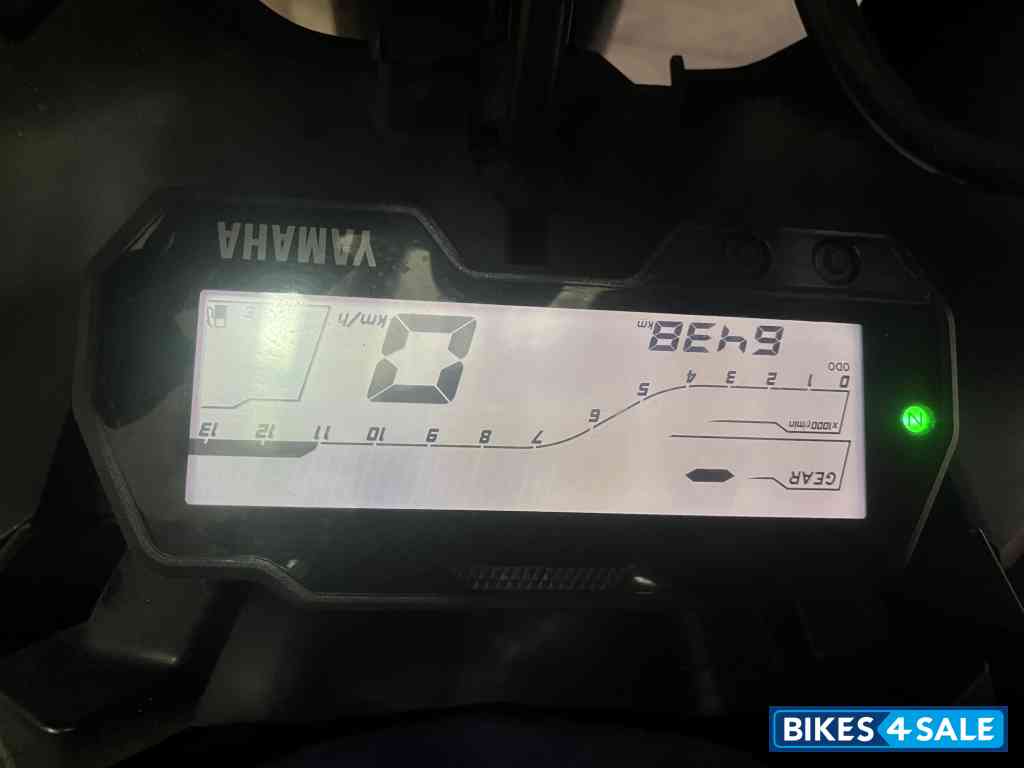 GEAR
N
x1000 r/min
0 1 2 3 4 5 6 7 8 9 10 11 12 13
ODO
6438 km
0 km/h
YAMAHA
BIKES4SALE